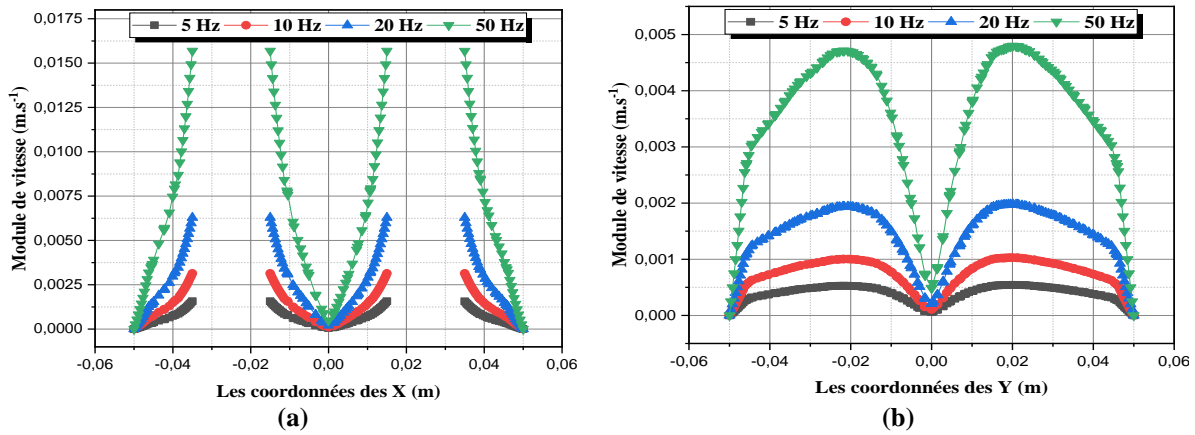 5 Hz 10 Hz 20 Hz 50 Hz
0,0175
0,0150
0,0125
0,0100
0,0075
0,0050
0,0025
0,0000
Module de vitesse (m.s-1)
-0,06 -0,04 -0,02 0,00 0,02 0,04 0,06
Les coordonnées des X (m)
(a)
5 Hz 10 Hz 20 Hz 50 Hz
0,005
0,004
0,003
0,002
0,001
0,000
Module de vitesse (m.s-1)
-0,06 -0,04 -0,02 0,00 0,02 0,04 0,06
Les coordonnées des Y (m)
(b)